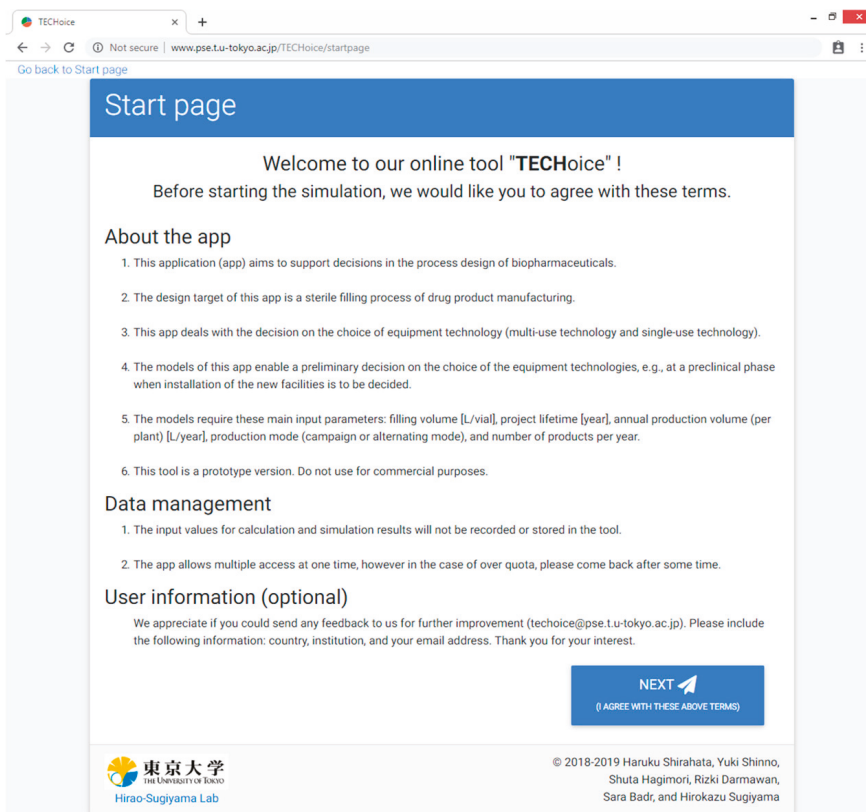 TECHoice
Not secure | www.pse.t.u-tokyo.ac.jp/TECHoice/startpage
Go back to Start page
Start page
Welcome to our online tool "TECHoice" !
Before starting the simulation, we would like you to agree with these terms.
About the app
1. This application (app) aims to support decisions in the process design of biopharmaceuticals.
2. The design target of this app is a sterile filling process of drug product manufacturing.
3. This app deals with the decision on the choice of equipment technology (multi-use technology and single-use technology).
4. The models of this app enable a preliminary decision on the choice of the equipment technologies, e.g., at a preclinical phase
when installation of the new facilities is to be decided.
5. The models require these main input parameters: filling volume [L/vial], project lifetime [year], annual production volume (per
plant) [L/year], production mode (campaign or alternating mode), and number of products per year.
6. This tool is a prototype version. Do not use for commercial purposes.
Data management
1. The input values for calculation and simulation results will not be recorded or stored in the tool.
2. The app allows multiple access at one time, however in the case of over quota, please come back after some time.
User information (optional)
We appreciate if you could send any feedback to us for further improvement (techoice@pse.t.u-tokyo.ac.jp). Please include
the following information: country, institution, and your email address. Thank you for your interest.
NEXT
(I AGREE WITH THESE ABOVE TERMS)
東京大学
THE UNIVERSITY OF TOKYO
Hirao-Sugiyama Lab
© 2018-2019 Haruku Shirahata, Yuki Shinno,
Shuta Hagimori, Rizki Darmawan,
Sara Badr, and Hirokazu Sugiyama